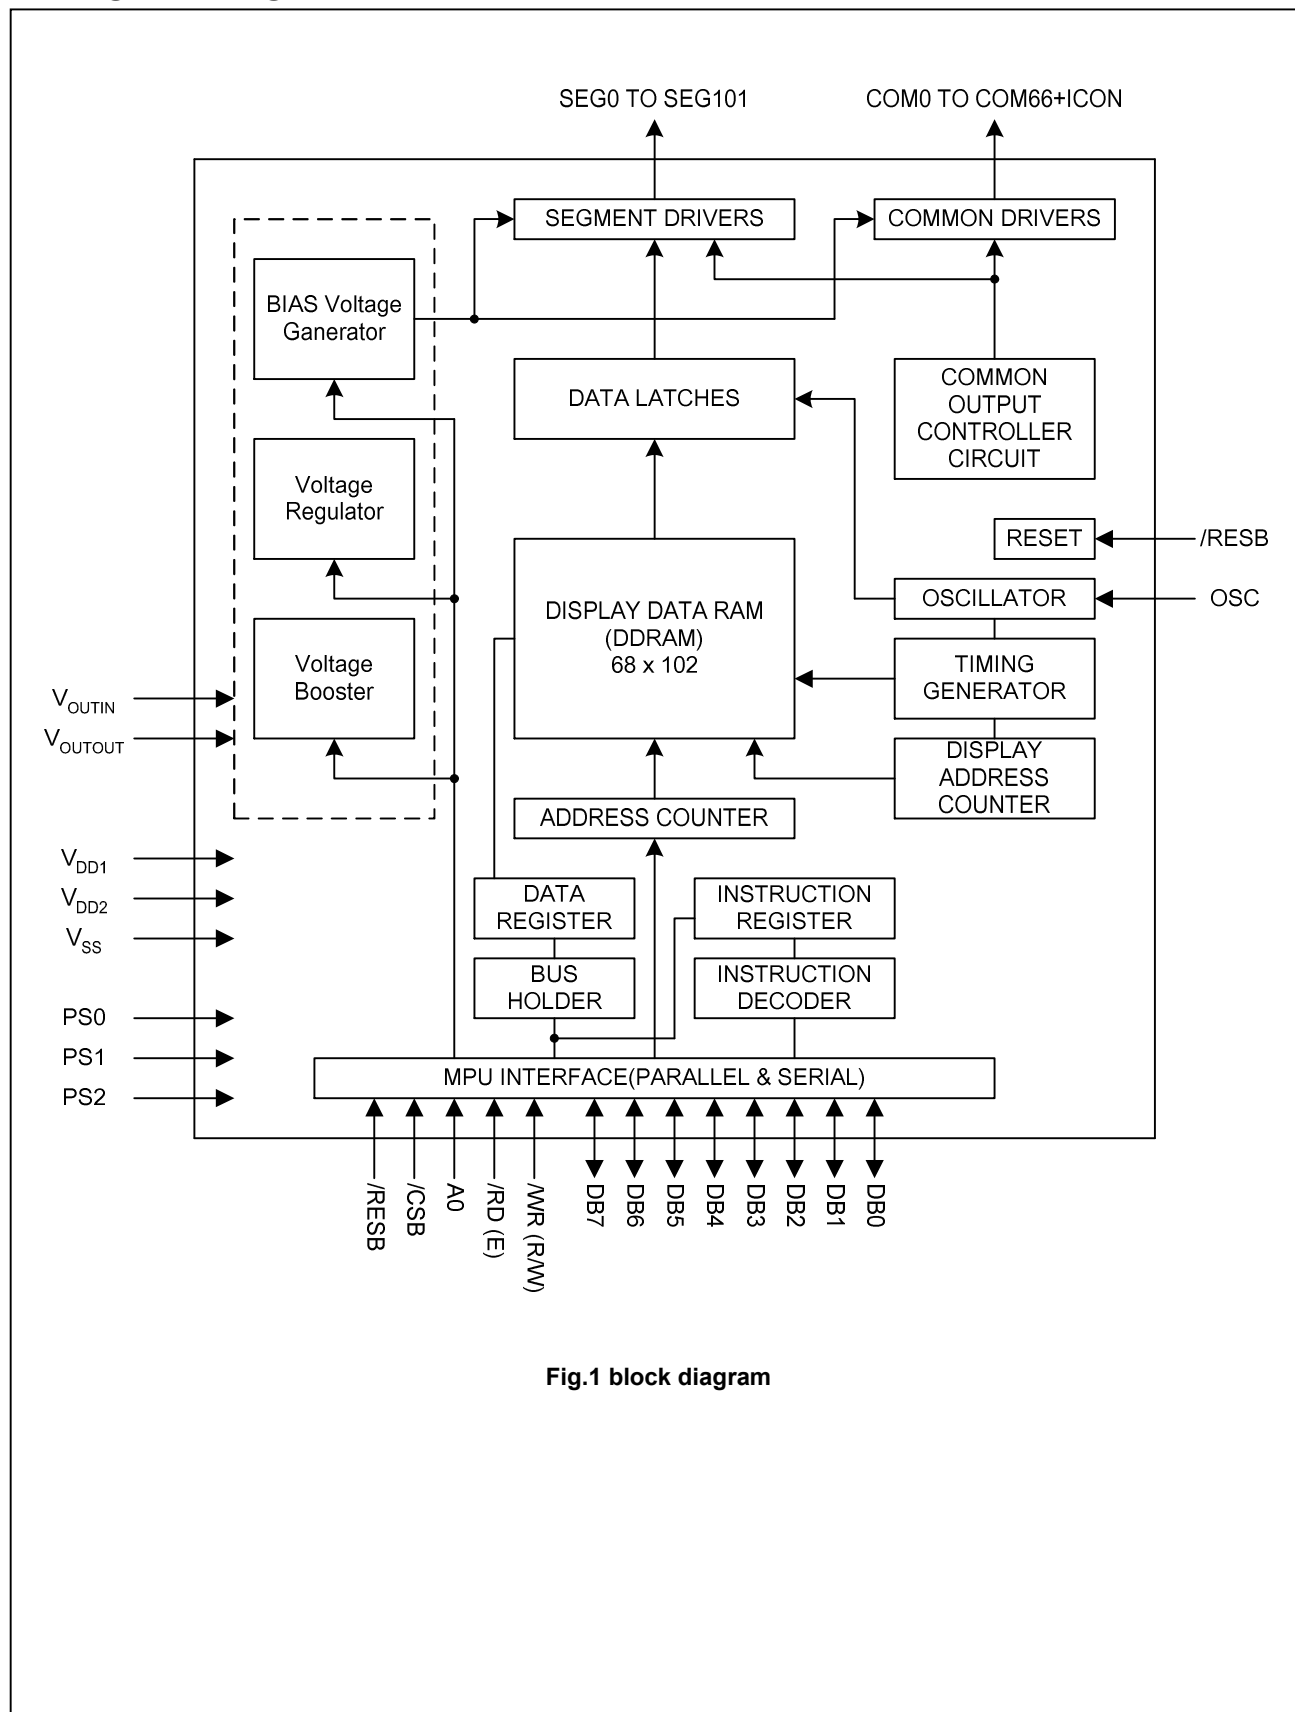 SEG0 TO SEG101
COM0 TO COM66+ICON
SEGMENT DRIVERS
COMMON DRIVERS
BIAS Voltage
Ganerator
DATA LATCHES
COMMON
OUTPUT
CONTROLLER
CIRCUIT
Voltage
Regulator
RESET
/RESB
OSCILLATOR
OSC
DISPLAY DATA RAM
(DDRAM)
68 x 102
TIMING
GENERATOR
Voltage
Booster
VOUTIN
VOUTOUT
DISPLAY
ADDRESS
COUNTER
ADDRESS COUNTER
VDD1
VDD2
VSS
DATA
REGISTER
INSTRUCTION
REGISTER
BUS
HOLDER
INSTRUCTION
DECODER
PS0
PS1
PS2
MPU INTERFACE(PARALLEL & SERIAL)
/RESB
/CSB
A0
/RD (E)
/WR (R/W)
DB7
DB6
DB5
DB4
DB3
DB2
DB1
DB0
Fig.1 block diagram